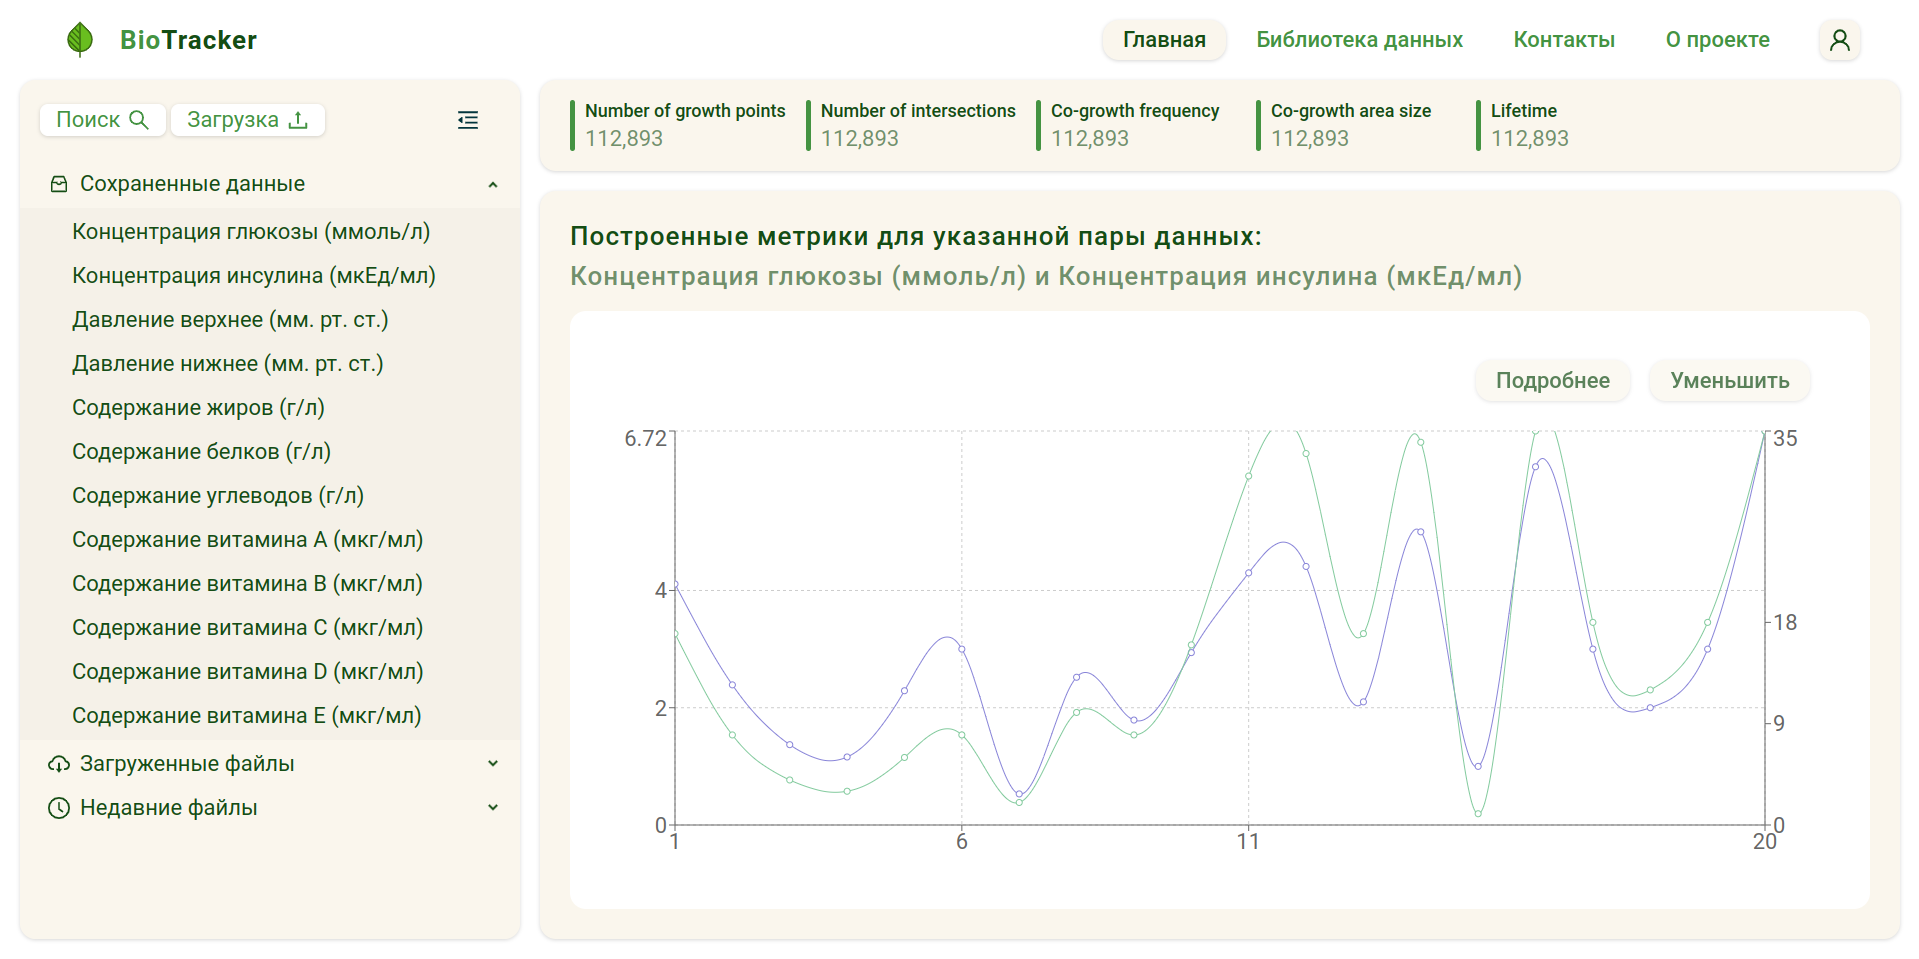 BioTracker
Главная
Библиотека данных
Контакты
О проекте
Поиск
Загрузка
Сохраненные данные
Концентрация глюкозы (ммоль/л)
Концентрация инсулина (мкЕд/мл)
Давление верхнее (мм. рт. ст.)
Давление нижнее (мм. рт. ст.)
Содержание жиров (г/л)
Содержание белков (г/л)
Содержание углеводов (г/л)
Содержание витамина А (мкг/мл)
Содержание витамина B (мкг/мл)
Содержание витамина C (мкг/мл)
Содержание витамина D (мкг/мл)
Содержание витамина E (мкг/мл)
Загруженные файлы
Недавние файлы
Number of growth points
112,893
Number of intersections
112,893
Co-growth frequency
112,893
Co-growth area size
112,893
Lifetime
112,893
Построенные метрики для указанной пары данных:
Концентрация глюкозы (ммоль/л) и Концентрация инсулина (мкЕд/мл)
Подробнее
Уменьшить
6.72
4
2
0
35
18
9
0
1
6
11
20